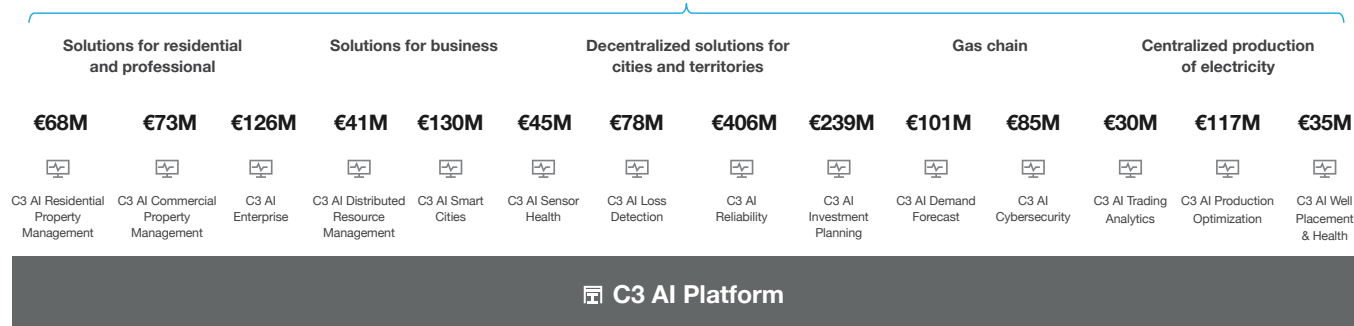 Solutions for residential
and professional
Solutions for business
Decentralized solutions for
cities and territories
Gas chain
Centralized production
of electricity
€68M
€73M
€126M
€41M
€130M
€45M
€78M
€406M
€239M
€101M
€85M
€30M
€117M
€35M
C3 AI Residential
Property
Management
C3 AI Commercial
Property
Management
C3 AI
Enterprise
C3 AI Distributed
Resource
Management
C3 AI Smart
Cities
C3 AI Sensor
Health
C3 AI Loss
Detection
C3 AI
Reliability
C3 AI
Investment
Planning
C3 AI Demand
Forecast
C3 AI
Cybersecurity
C3 AI Trading
Analytics
C3 AI Production
Optimization
C3 AI Well
Placement
& Health
C3 AI Platform